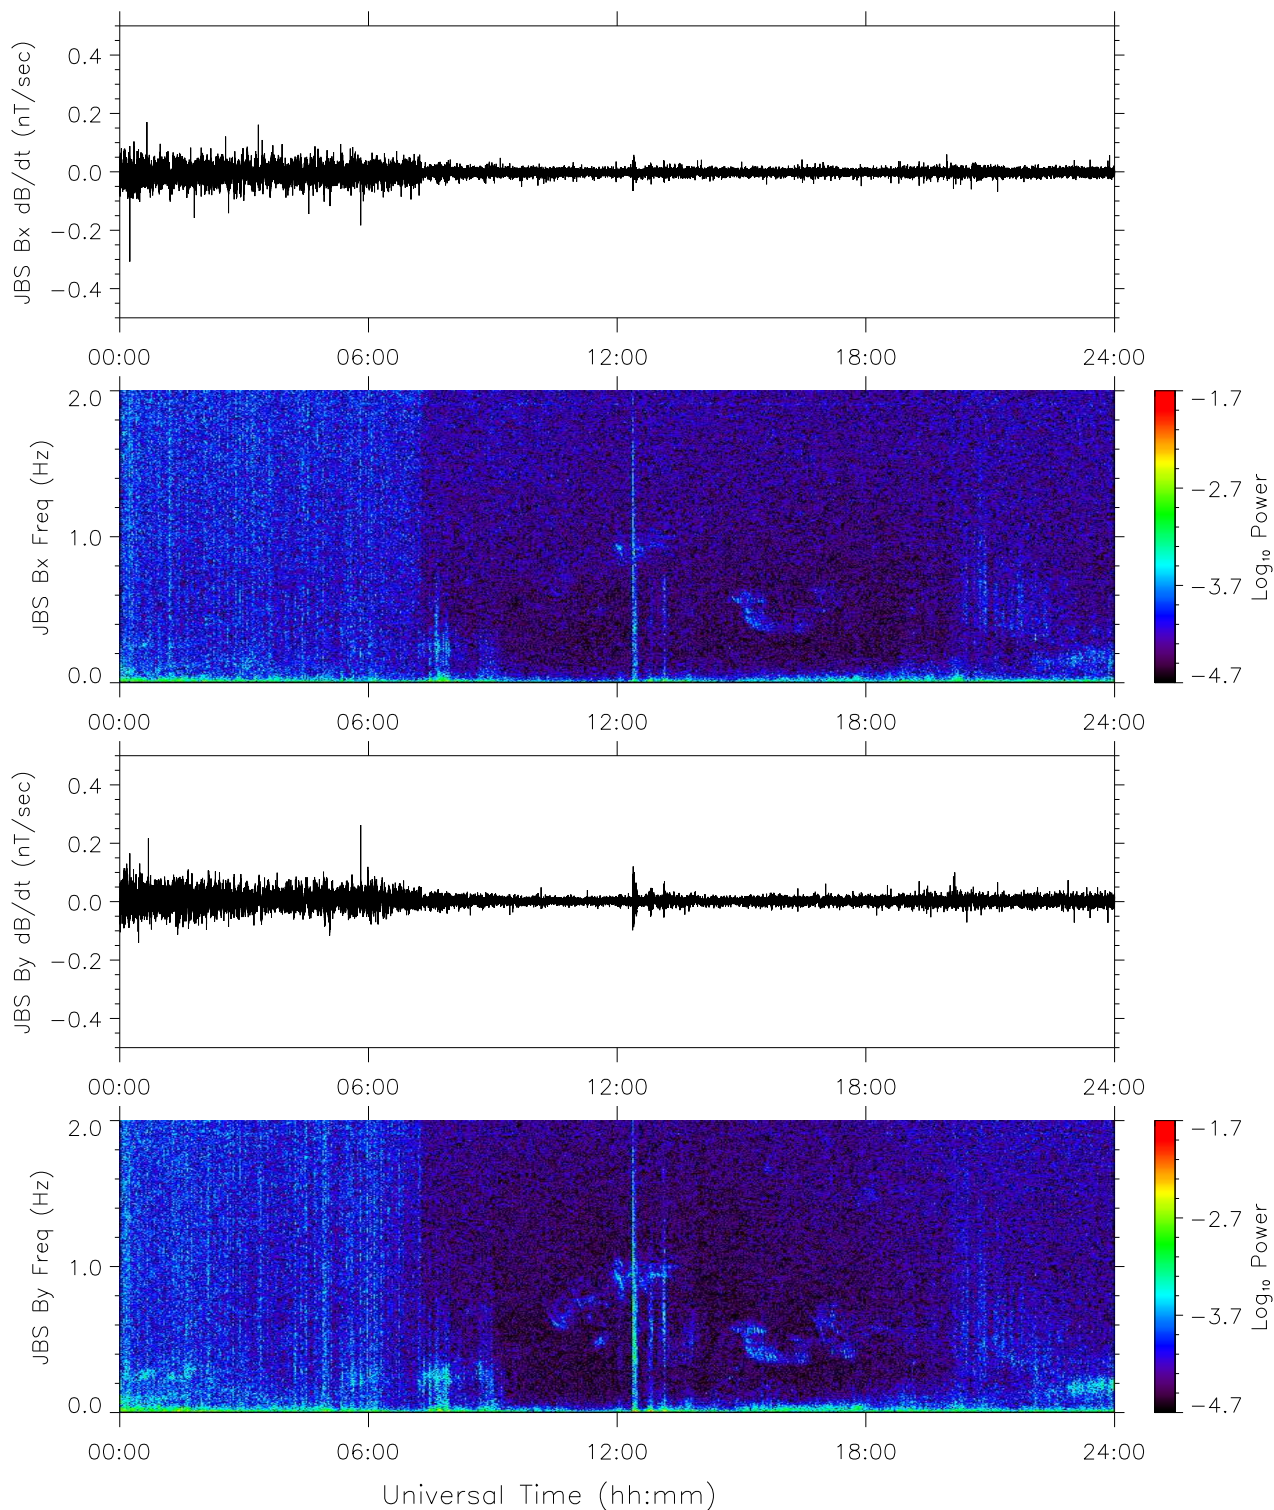 JBS Bx dB/dt (nT/sec)
0.4
0.2
0.0
−0.2
−0.4
00:00 06:00 12:00 18:00 24:00
JBS Bx Freq (Hz)
2.0
1.0
0.0
−1.7
−2.7
−3.7
−4.7
Log₁₀ Power
00:00 06:00 12:00 18:00 24:00
JBS By dB/dt (nT/sec)
0.4
0.2
0.0
−0.2
−0.4
00:00 06:00 12:00 18:00 24:00
JBS By Freq (Hz)
2.0
1.0
0.0
−1.7
−2.7
−3.7
−4.7
Log₁₀ Power
00:00 06:00 12:00 18:00 24:00
Universal Time (hh:mm)